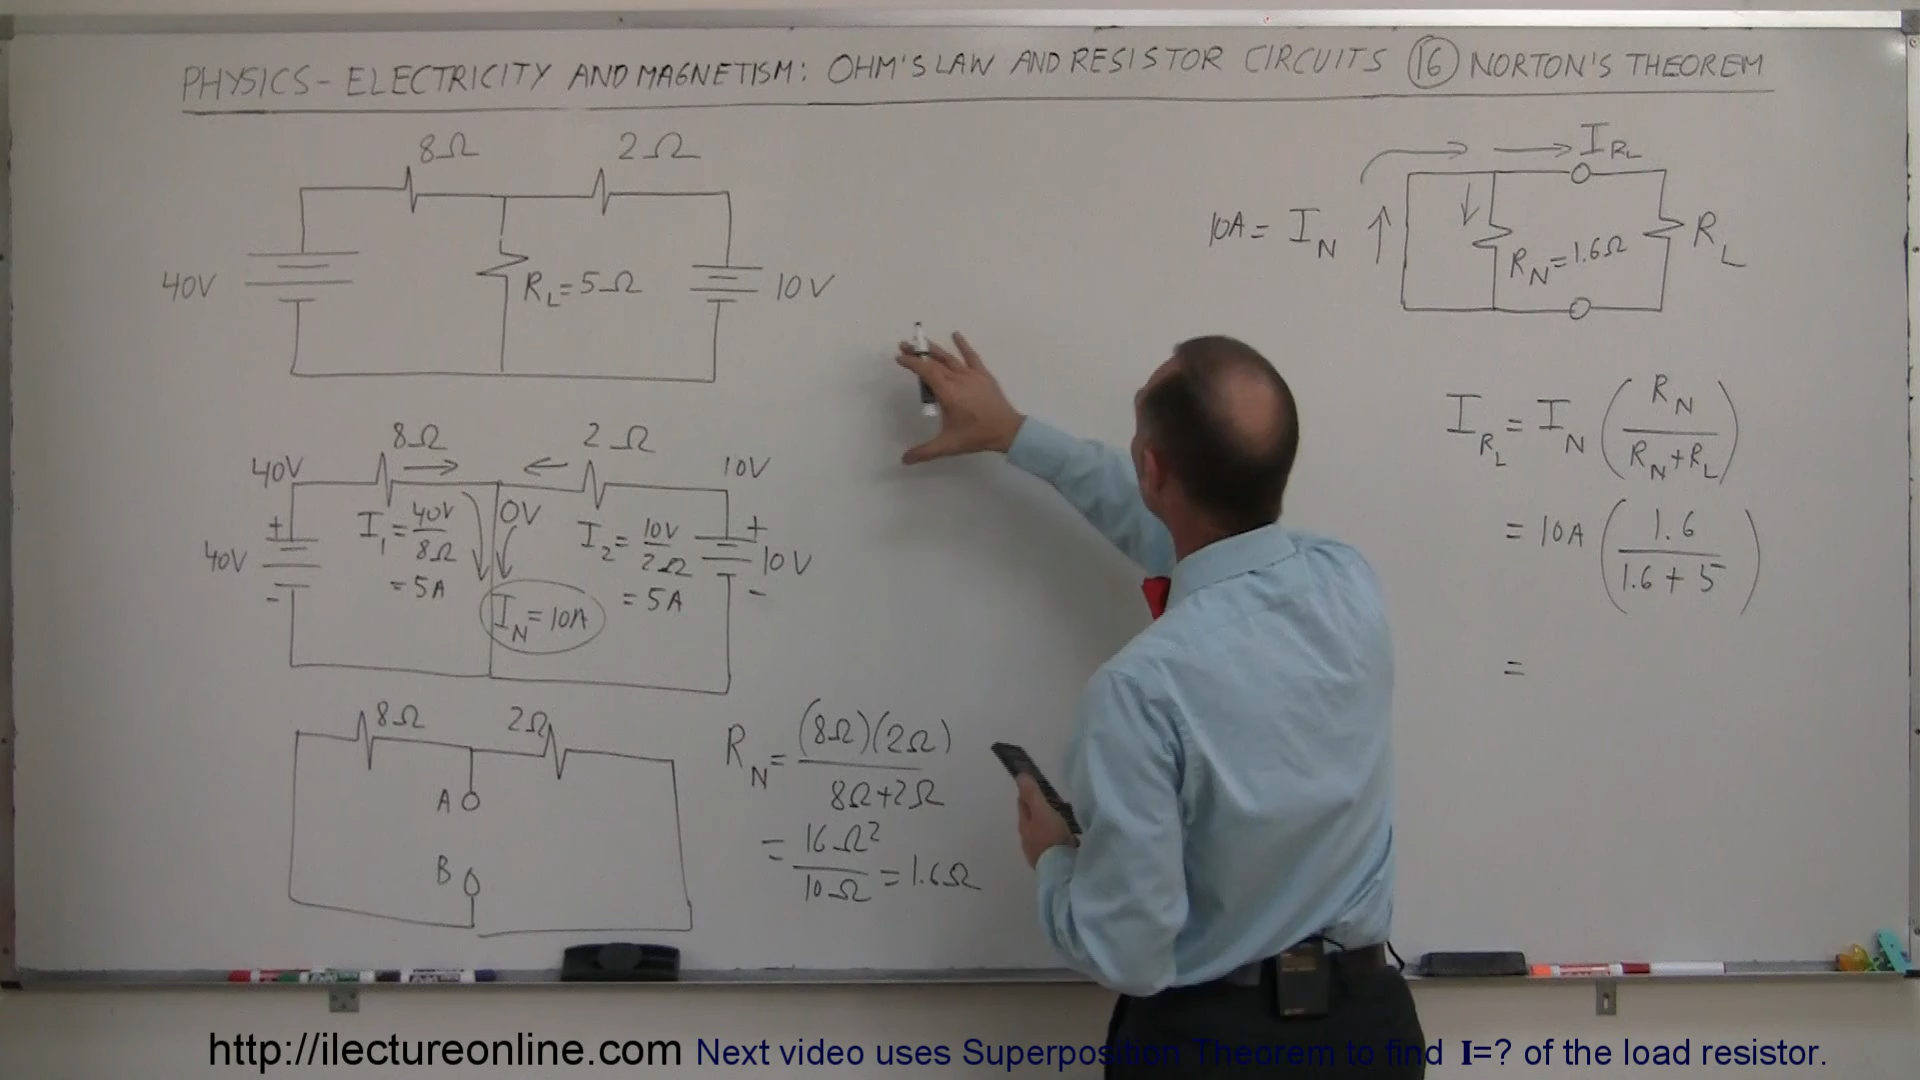 PHYSICS - ELECTRICITY AND MAGNETISM: OHM'S LAW AND RESISTOR CIRCUITS 16 NORTON'S THEOREM
8Ω 2Ω
40V R_L=5Ω 10V
8Ω 2Ω
40V 0V 10V
40V + - I_1 = 40V/8Ω = 5A
I_2 = 10V/2Ω = 5A + - 10V
I_N = 10A
8Ω 2Ω
A
B
R_N = (8Ω)(2Ω)/8Ω+2Ω
= 16Ω²/10Ω = 1.6Ω
I_RL
10A = I_N R_N=1.6Ω R_L
I_RL = I_N (R_N/R_N+R_L)
= 10A (1.6/1.6+5)
=
http://ilectureonline.com Next video uses Superposition Theorem to find I=? of the load resistor.